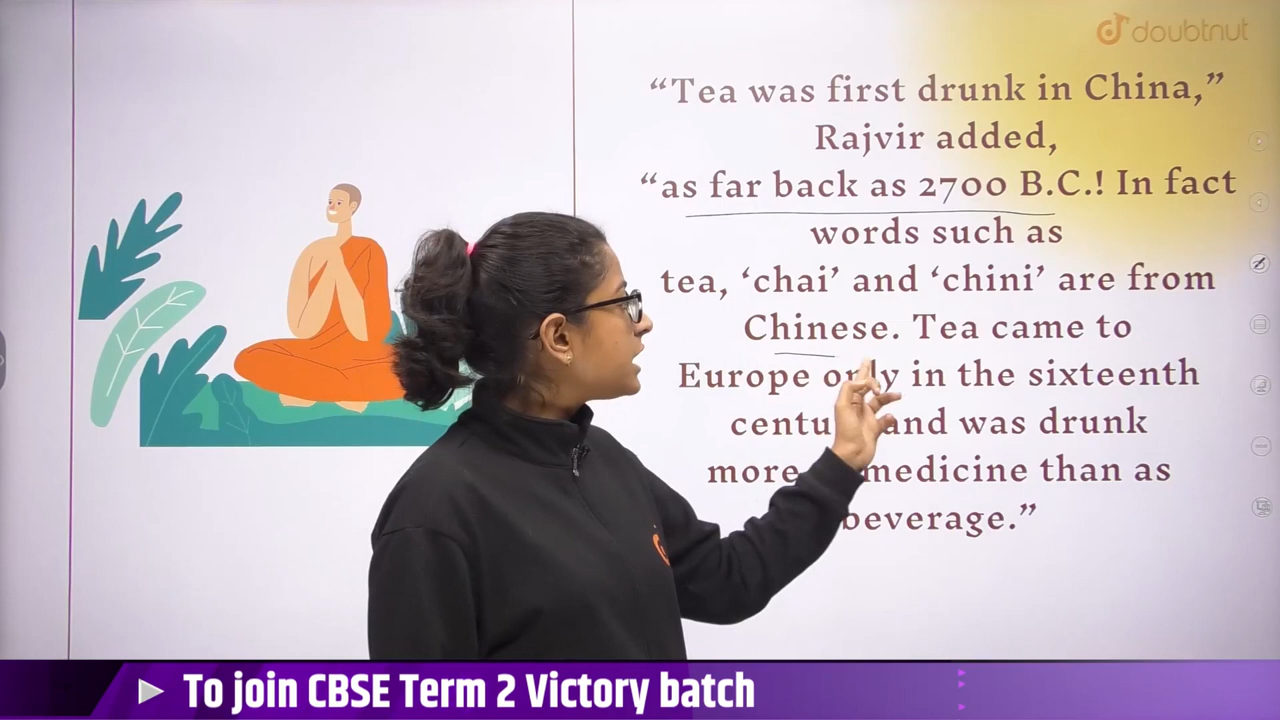 doubtnut
“Tea was first drunk in China,”
Rajvir added,
“as far back as 2700 B.C.! In fact
words such as
tea, ‘chai’ and ‘chini’ are from
Chinese. Tea came to
Europe only in the sixteenth
centu and was drunk
more medicine than as
beverage.”
To join CBSE Term 2 Victory batch